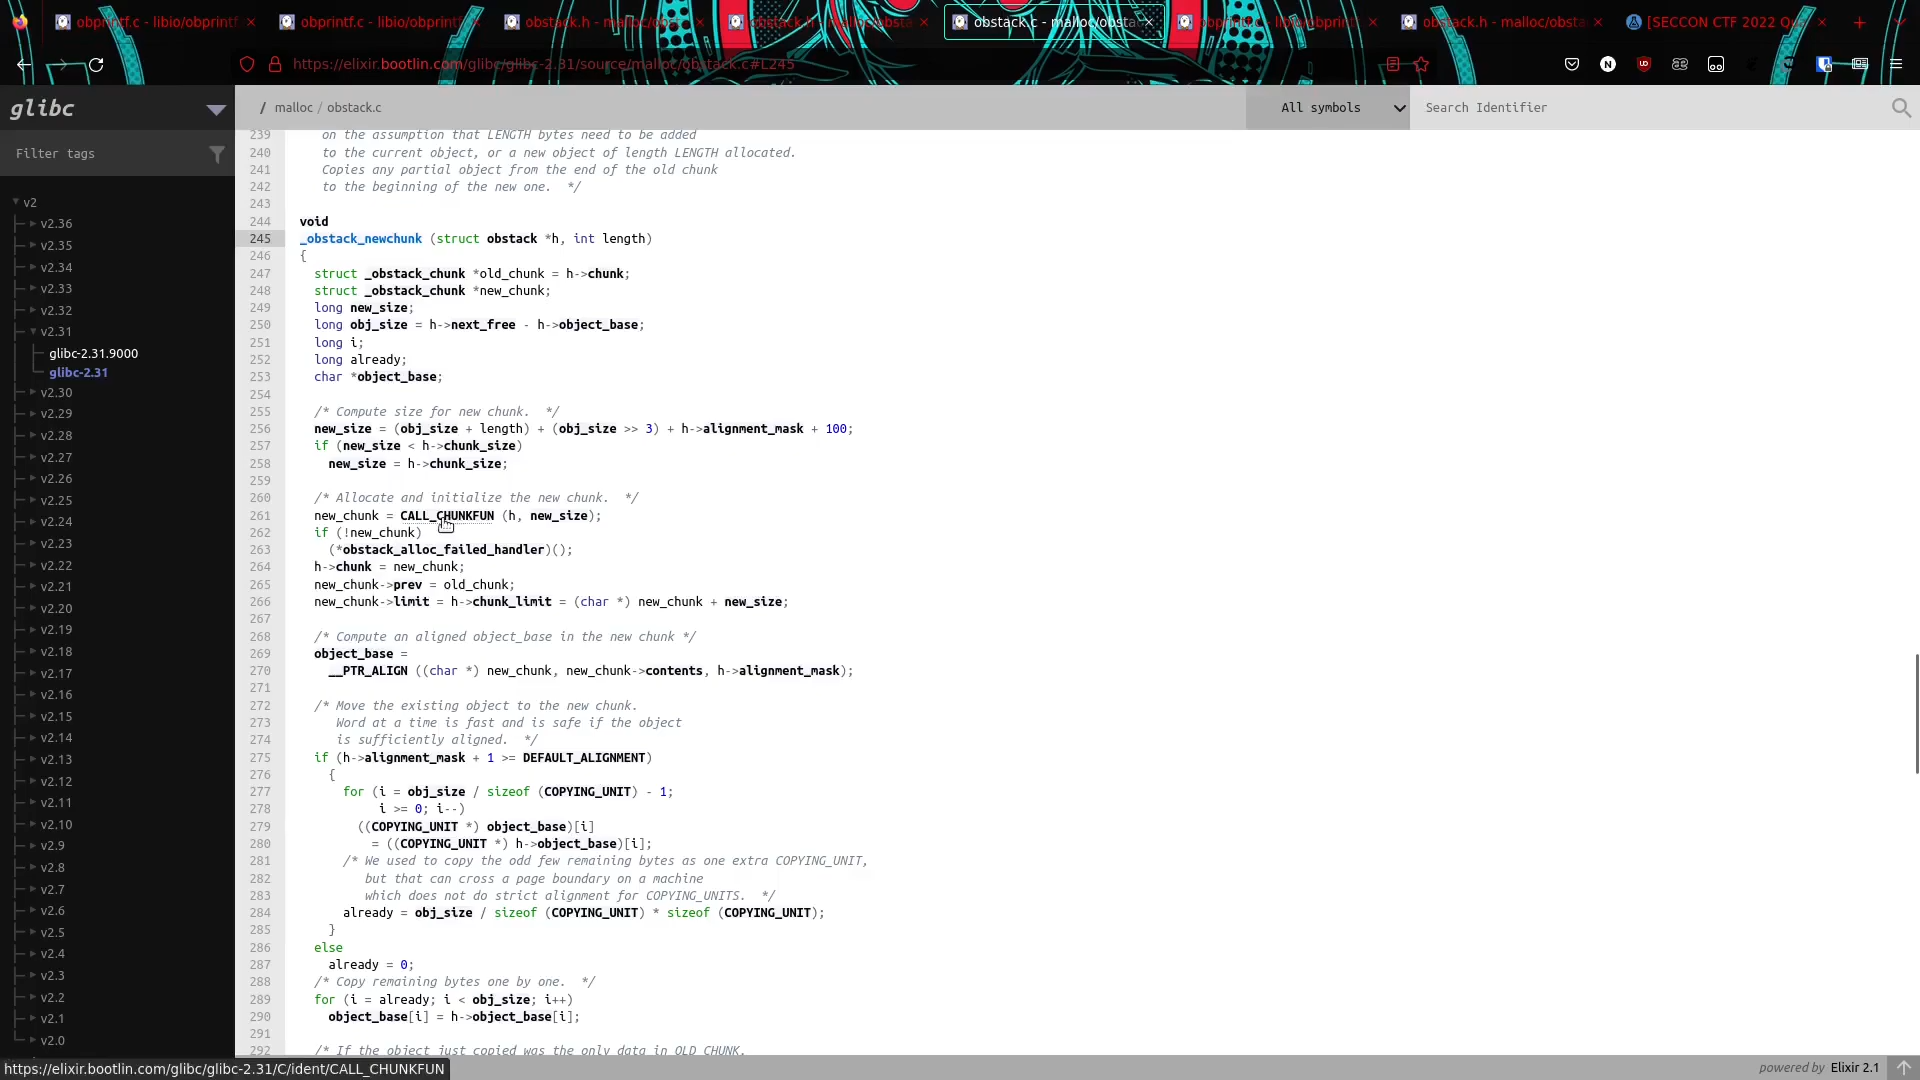 obprintf.c - libio/obprintf
obprintf.c - libio/obprintf
obstack.h - malloc/obsta
obstack.h - malloc/obsta
obstack.c - malloc/obsta
obprintf.c - libio/obprintf
obstack.h - malloc/obsta
[SECCON CTF 2022 Qu
https://elixir.bootlin.com/glibc/glibc-2.31/source/malloc/obstack.c#L245
glibc
/ malloc / obstack.c
All symbols
Search Identifier
Filter tags
v2
v2.36
v2.35
v2.34
v2.33
v2.32
v2.31
glibc-2.31.9000
glibc-2.31
v2.30
v2.29
v2.28
v2.27
v2.26
v2.25
v2.24
v2.23
v2.22
v2.21
v2.20
v2.19
v2.18
v2.17
v2.16
v2.15
v2.14
v2.13
v2.12
v2.11
v2.10
v2.9
v2.8
v2.7
v2.6
v2.5
v2.4
v2.3
v2.2
v2.1
v2.0
239 on the assumption that LENGTH bytes need to be added
240 to the current object, or a new object of length LENGTH allocated.
241 Copies any partial object from the end of the old chunk
242 to the beginning of the new one.  */
243
244 void
245 _obstack_newchunk (struct obstack *h, int length)
246 {
247 struct _obstack_chunk *old_chunk = h->chunk;
248 struct _obstack_chunk *new_chunk;
249 long new_size;
250 long obj_size = h->next_free - h->object_base;
251 long i;
252 long already;
253 char *object_base;
254
255 /* Compute size for new chunk.  */
256 new_size = (obj_size + length) + (obj_size >> 3) + h->alignment_mask + 100;
257 if (new_size < h->chunk_size)
258 new_size = h->chunk_size;
259
260 /* Allocate and initialize the new chunk.  */
261 new_chunk = CALL_CHUNKFUN (h, new_size);
262 if (!new_chunk)
263 (*obstack_alloc_failed_handler)();
264 h->chunk = new_chunk;
265 new_chunk->prev = old_chunk;
266 new_chunk->limit = h->chunk_limit = (char *) new_chunk + new_size;
267
268 /* Compute an aligned object_base in the new chunk */
269 object_base =
270 __PTR_ALIGN ((char *) new_chunk, new_chunk->contents, h->alignment_mask);
271
272 /* Move the existing object to the new chunk.
273 Word at a time is fast and is safe if the object
274 is sufficiently aligned.  */
275 if (h->alignment_mask + 1 >= DEFAULT_ALIGNMENT)
276 {
277 for (i = obj_size / sizeof (COPYING_UNIT) - 1;
278 i >= 0; i--)
279 ((COPYING_UNIT *) object_base)[i]
280 = ((COPYING_UNIT *) h->object_base)[i];
281 /* We used to copy the odd few remaining bytes as one extra COPYING_UNIT,
282 but that can cross a page boundary on a machine
283 which does not do strict alignment for COPYING_UNITS.  */
284 already = obj_size / sizeof (COPYING_UNIT) * sizeof (COPYING_UNIT);
285 }
286 else
287 already = 0;
288 /* Copy remaining bytes one by one.  */
289 for (i = already; i < obj_size; i++)
290 object_base[i] = h->object_base[i];
291
292 /* If the object just copied was the only data in OLD_CHUNK,
https://elixir.bootlin.com/glibc/glibc-2.31/C/ident/CALL_CHUNKFUN
powered by Elixir 2.1